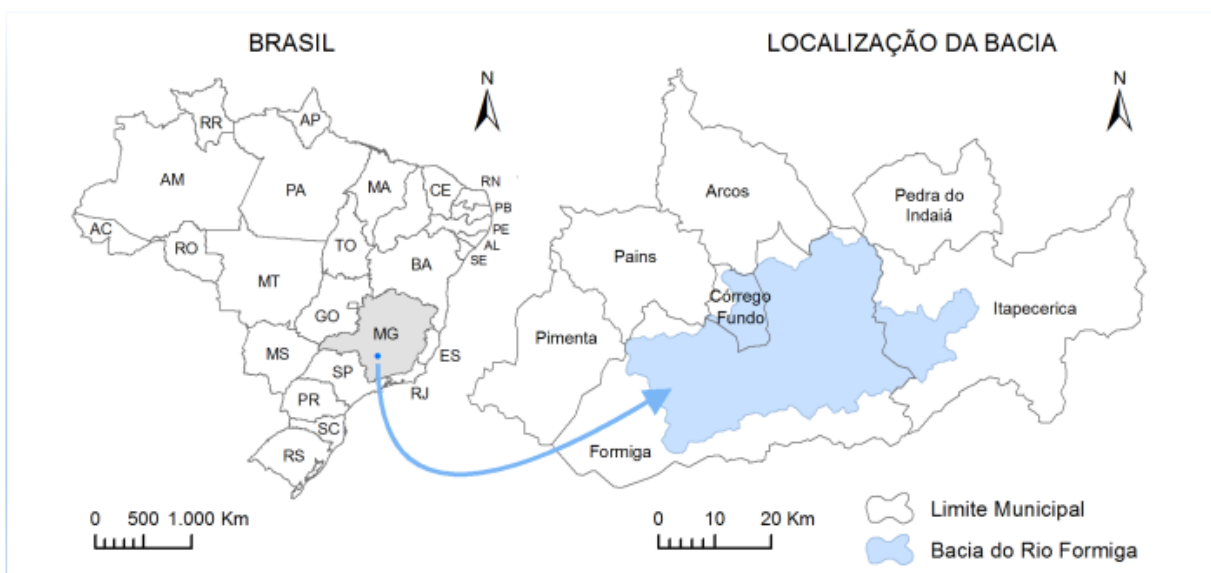 BRASIL
N
RR
AP
AM
PA
MA
CE
RN
PB
PE
AL
SE
AC
RO
TO
BA
MT
GO
MG
ES
MS
SP
RJ
PR
SC
RS
0 500 1.000 Km
LOCALIZAÇÃO DA BACIA
N
Arcos
Pedra do
Indaiá
Pains
Córrego
Fundo
Itapecerica
Pimenta
Formiga
0 10 20 Km
Limite Municipal
Bacia do Rio Formiga